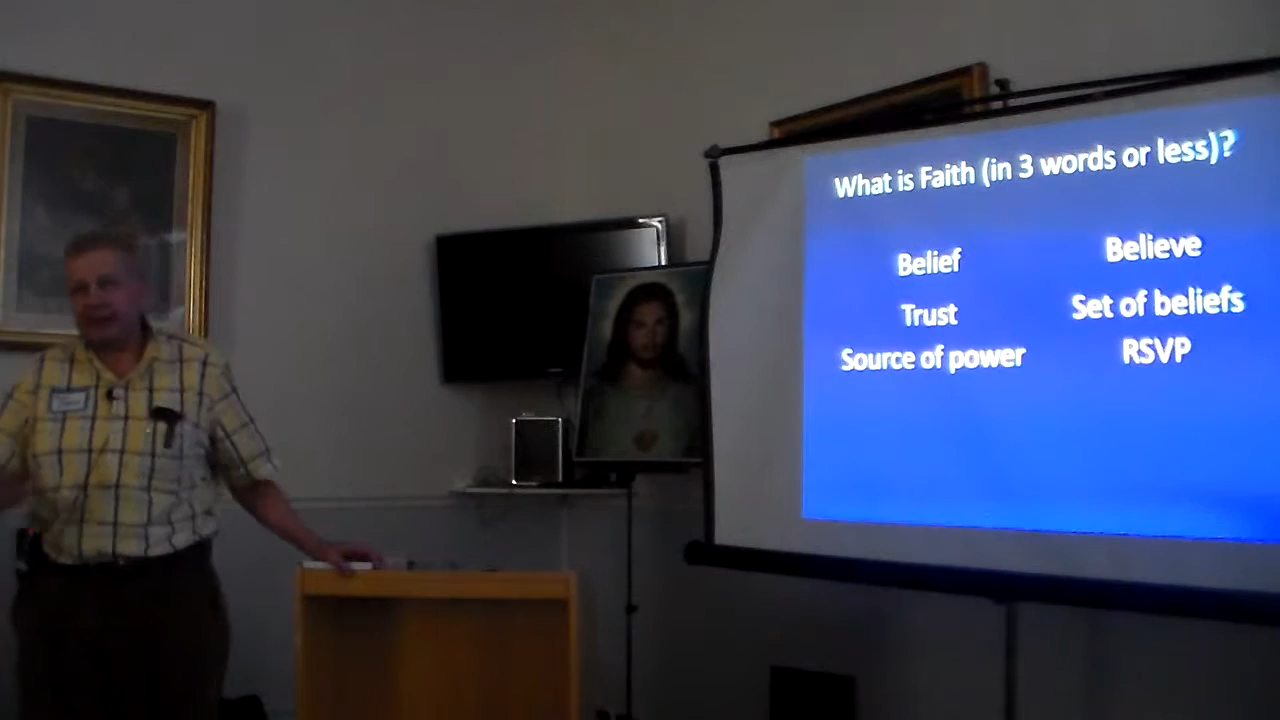 What is Faith (in 3 words or less)?
Belief
Believe
Trust
Set of beliefs
Source of power
RSVP